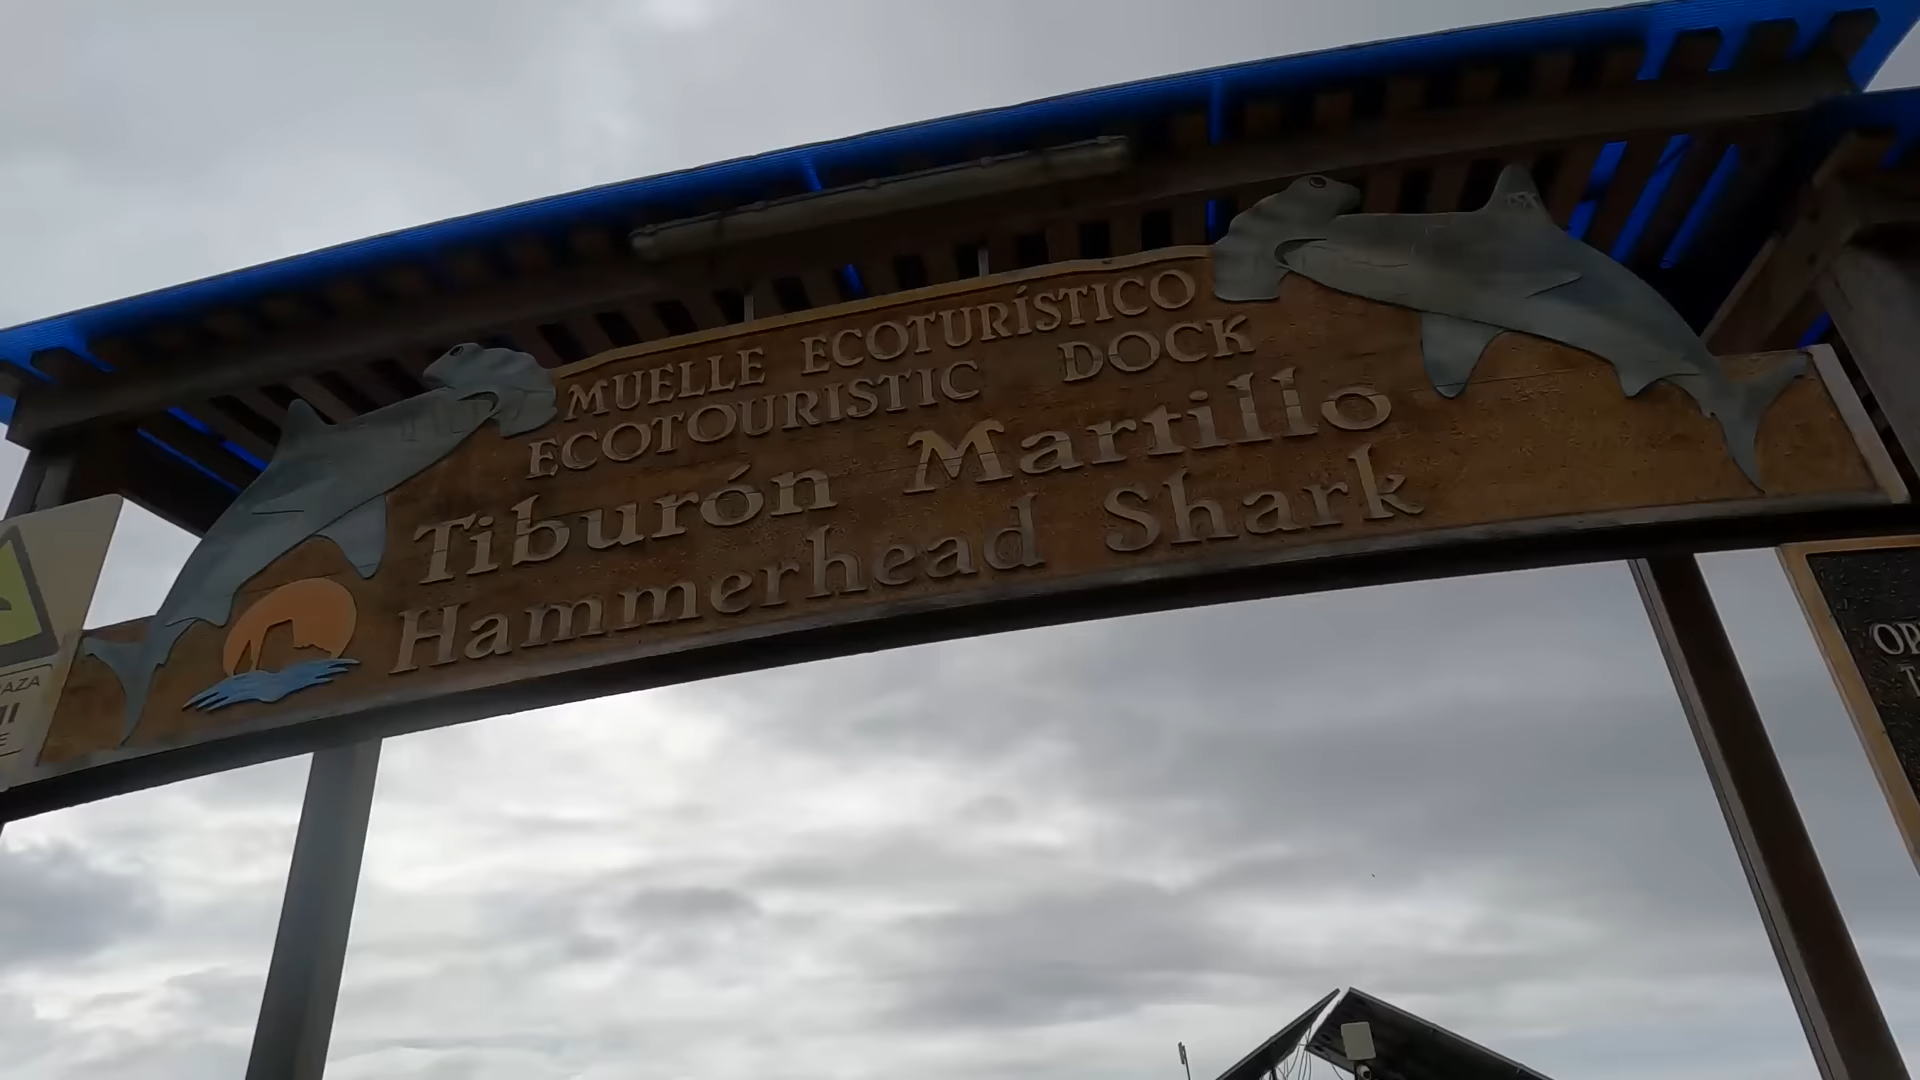 MUELLE ECOTURÍSTICO
ECOTOURISTIC DOCK
Tiburón Martillo
Hammerhead Shark